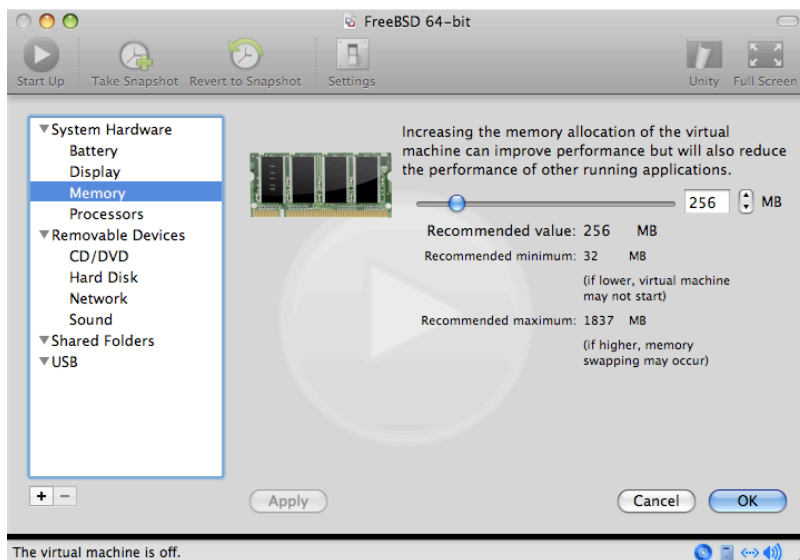 FreeBSD 64-bit
Start Up
Take Snapshot
Revert to Snapshot
Settings
Unity
Full Screen
System Hardware
Battery
Display
Memory
Processors
Removable Devices
CD/DVD
Hard Disk
Network
Sound
Shared Folders
USB
Increasing the memory allocation of the virtual
machine can improve performance but will also reduce
the performance of other running applications.
256 MB
Recommended value: 256 MB
Recommended minimum: 32 MB
(if lower, virtual machine
may not start)
Recommended maximum: 1837 MB
(if higher, memory
swapping may occur)
+ −
Apply
Cancel
OK
The virtual machine is off.